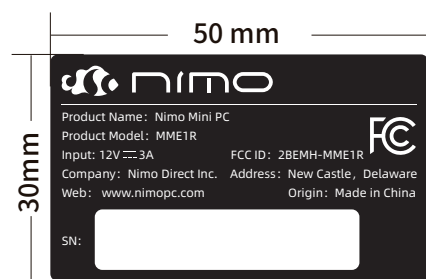 50 mm
30mm
nimo
Product Name: Nimo Mini PC
Product Model: MME1R
FC
Input: 12V⎓3A FCC ID: 2BEMH-MME1R
Company: Nimo Direct Inc. Address: New Castle, Delaware
Web: www.nimopc.com Origin: Made in China
SN: